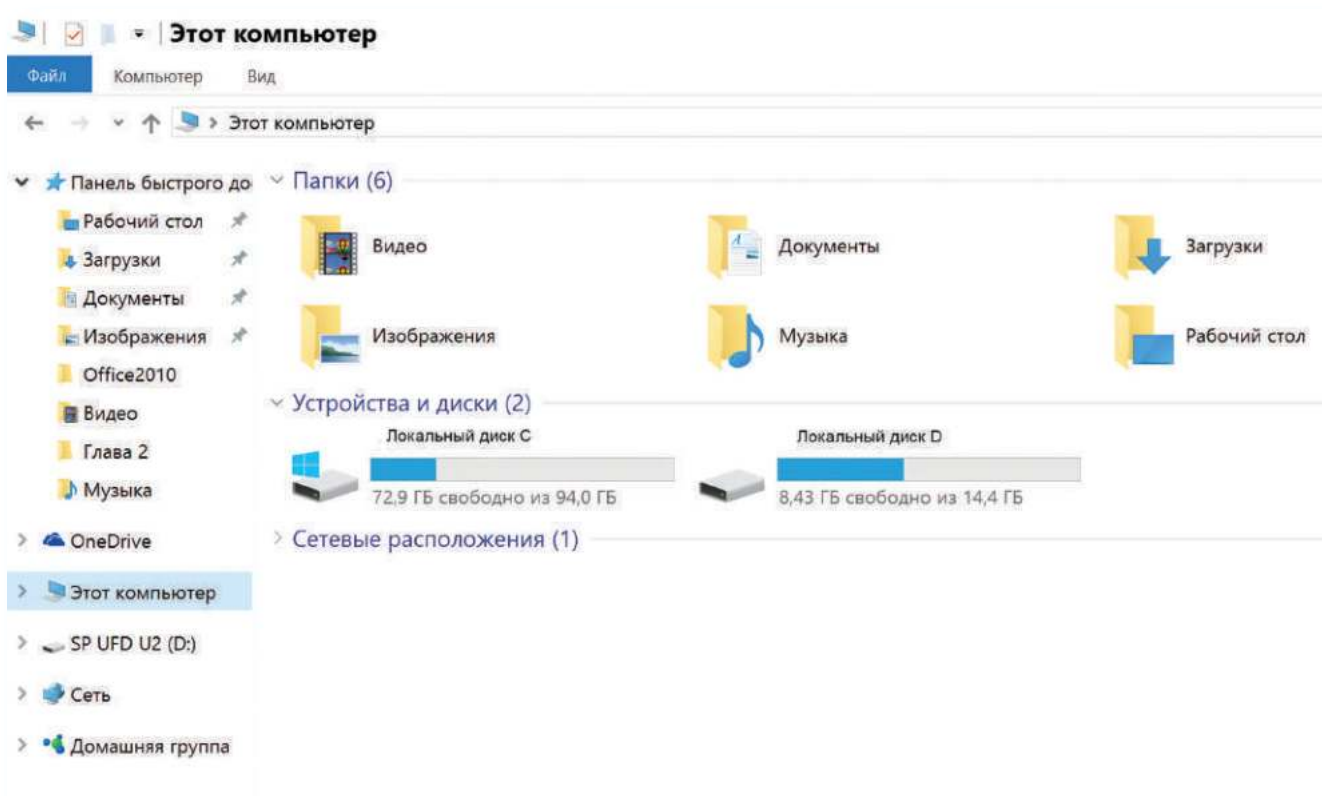 Этот компьютер
Файл Компьютер Вид
Этот компьютер
Панель быстрого до
Рабочий стол
Загрузки
Документы
Изображения
Office2010
Видео
Глава 2
Музыка
OneDrive
Этот компьютер
SP UFD U2 (D:)
Сеть
Домашняя группа
Папки (6)
Видео
Документы
Загрузки
Изображения
Музыка
Рабочий стол
Устройства и диски (2)
Локальный диск C
72,9 ГБ свободно из 94,0 ГБ
Локальный диск D
8,43 ГБ свободно из 14,4 ГБ
Сетевые расположения (1)